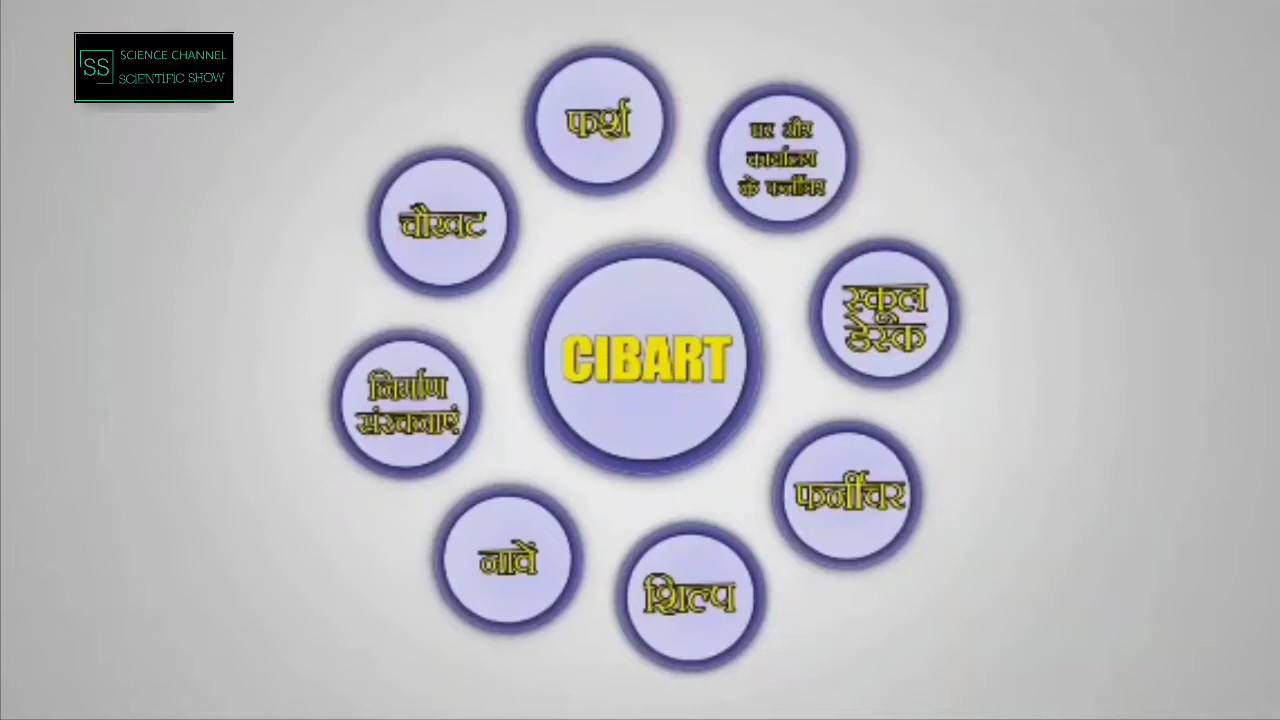 SCIENCE CHANNEL
SCIENTIFIC SHOW
SS
फर्श
घर और
कार्यालय
के फर्नीचर
चौखट
स्कूल
डेस्क
CIBART
निर्माण
संरचनाएं
फर्नीचर
नावें
शिल्प